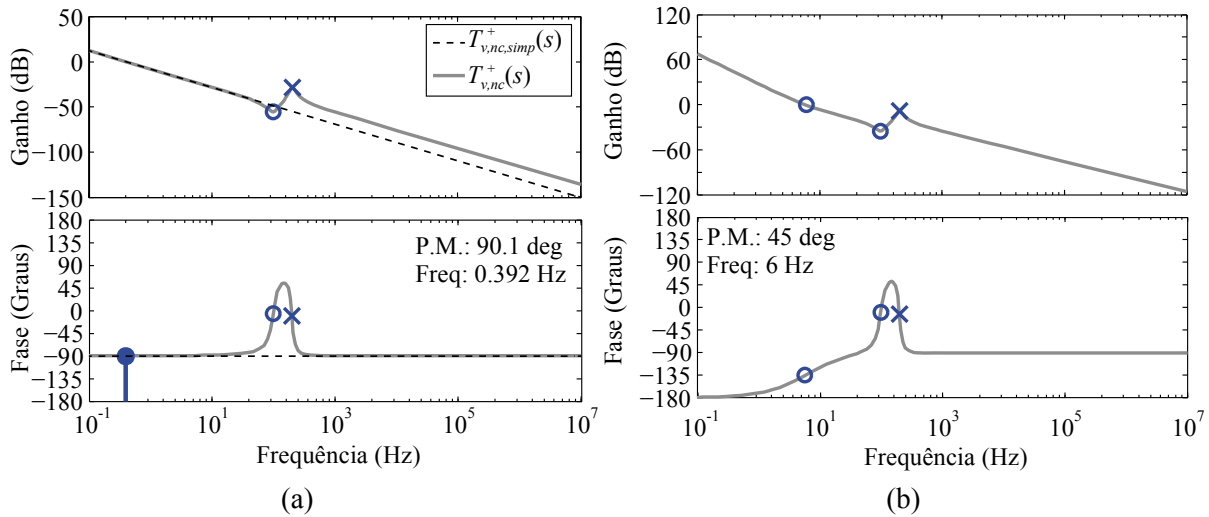 50
0
−50
−100
−150
Ganho (dB)
T⁺v,nc,simp(s)
T⁺v,nc(s)
180
135
90
45
0
−45
−90
−135
−180
Fase (Graus)
P.M.: 90.1 deg
Freq: 0.392 Hz
10⁻¹ 10¹ 10³ 10⁵ 10⁷
Frequência (Hz)
(a)
120
60
0
−60
−120
Ganho (dB)
180
135
90
45
0
−45
−90
−135
−180
Fase (Graus)
P.M.: 45 deg
Freq: 6 Hz
10⁻¹ 10¹ 10³ 10⁵ 10⁷
Frequência (Hz)
(b)